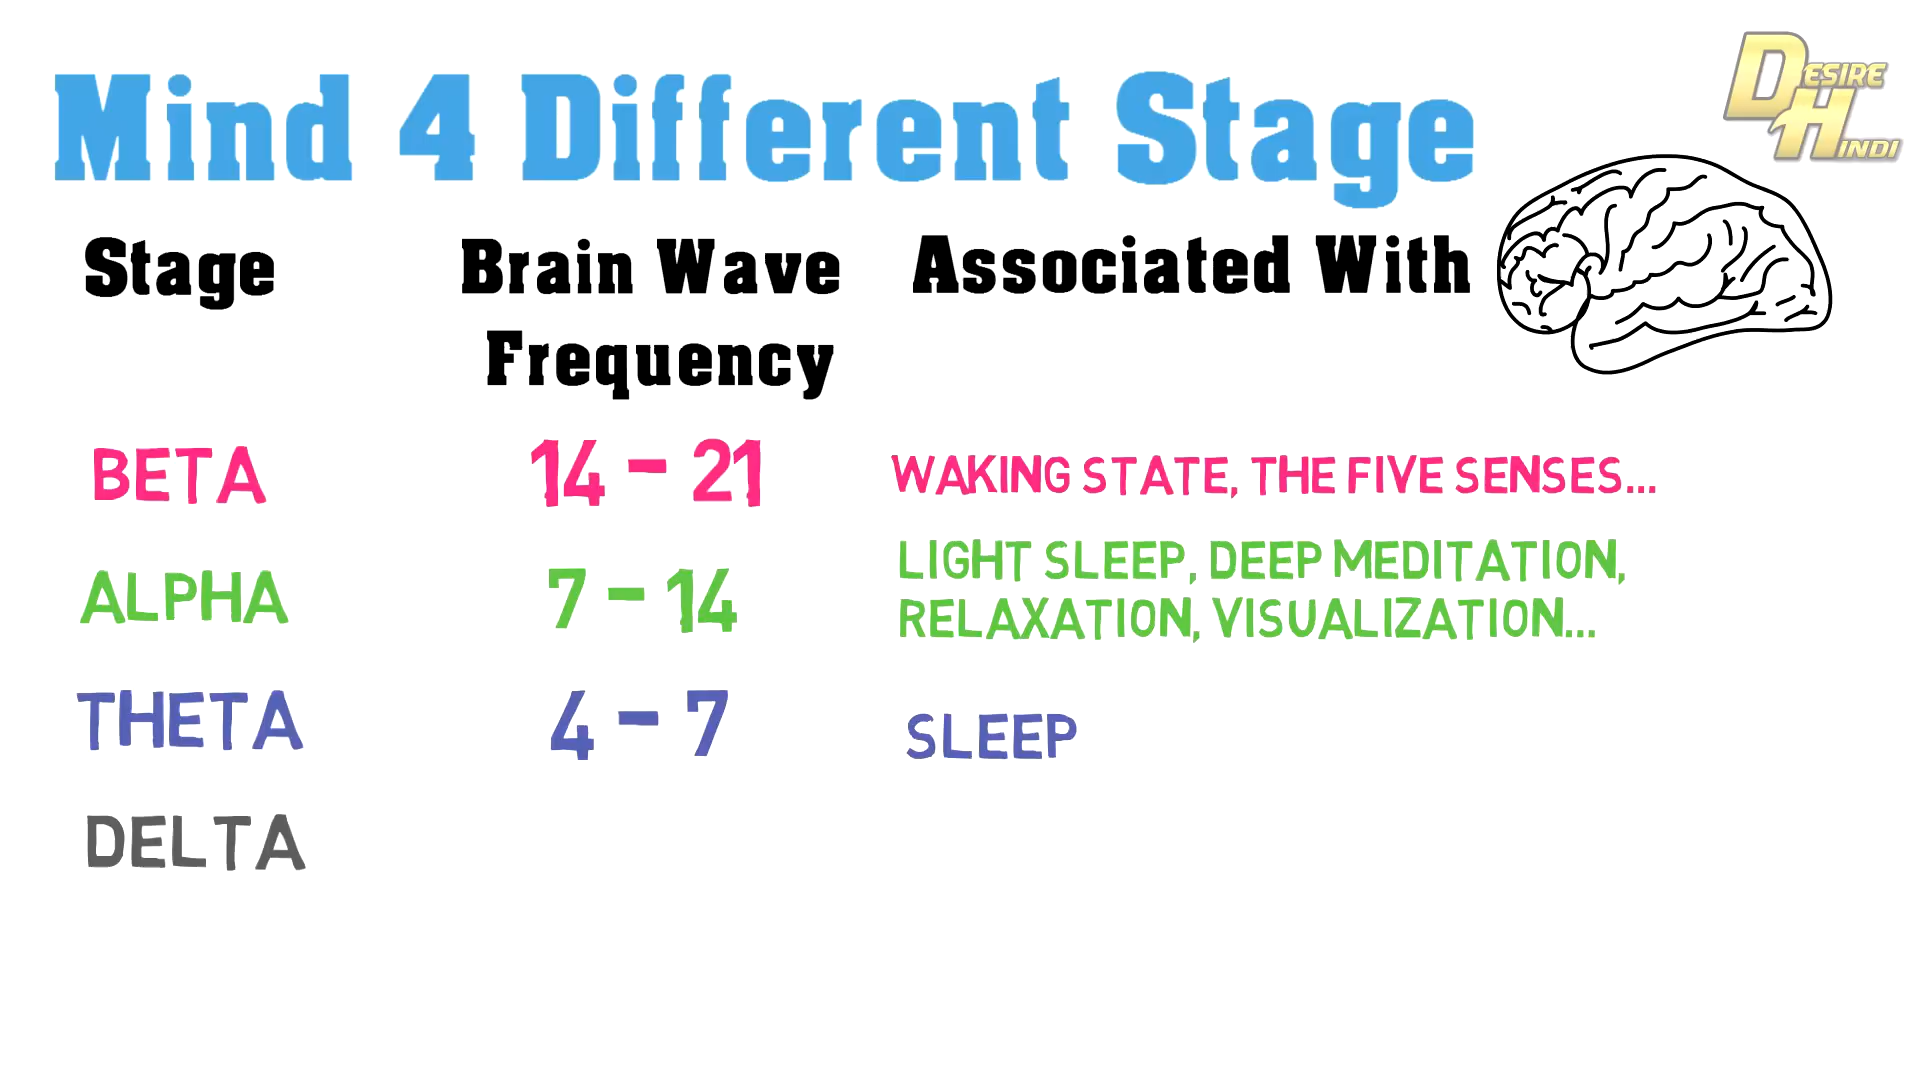 Mind 4 Different Stage
DESIRE
HINDI
Stage Brain Wave Associated With
Frequency
BETA 14 - 21 WAKING STATE, THE FIVE SENSES...
ALPHA 7 - 14 LIGHT SLEEP, DEEP MEDITATION,
RELAXATION, VISUALIZATION...
THETA 4 - 7 SLEEP
DELTA